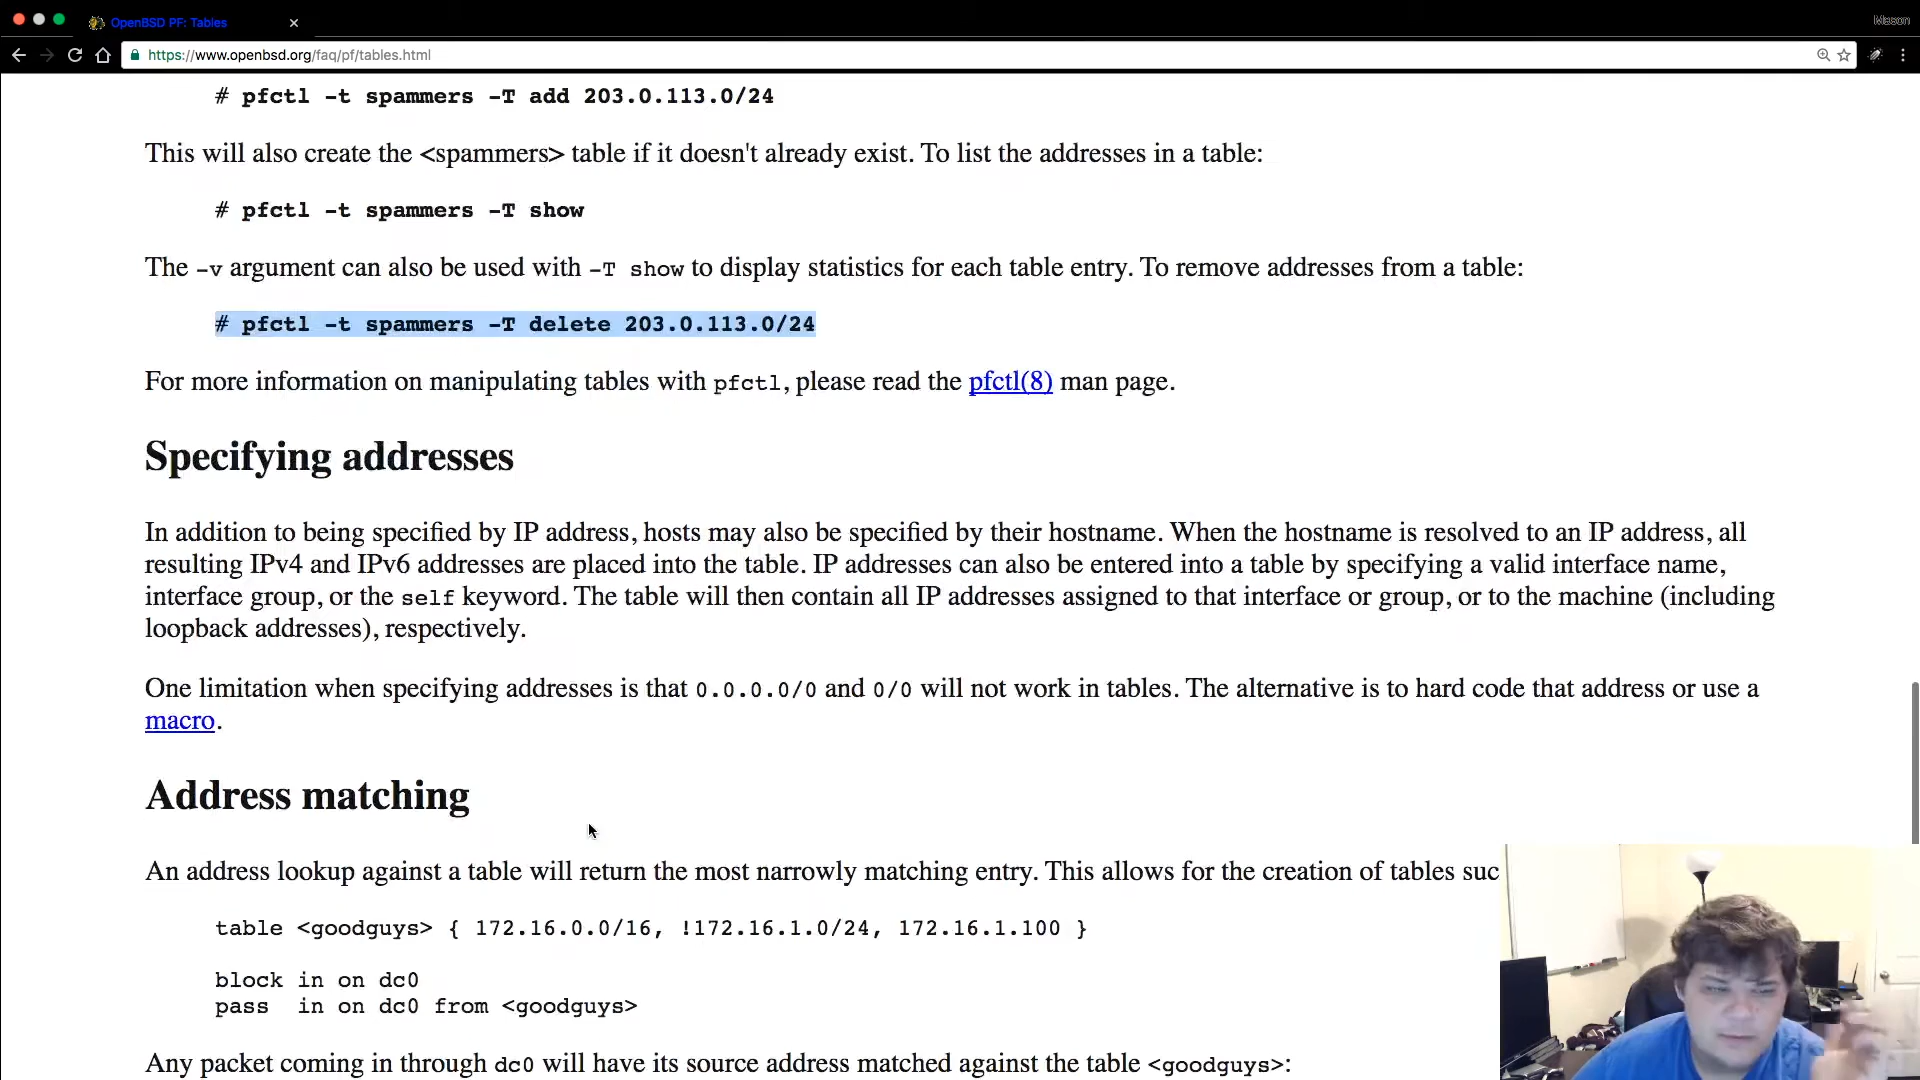 OpenBSD PF: Tables
Mason
https://www.openbsd.org/faq/pf/tables.html
# pfctl -t spammers -T add 203.0.113.0/24
This will also create the <spammers> table if it doesn't already exist. To list the addresses in a table:
# pfctl -t spammers -T show
The -v argument can also be used with -T show to display statistics for each table entry. To remove addresses from a table:
# pfctl -t spammers -T delete 203.0.113.0/24
For more information on manipulating tables with pfctl, please read the pfctl(8) man page.
Specifying addresses
In addition to being specified by IP address, hosts may also be specified by their hostname. When the hostname is resolved to an IP address, all
resulting IPv4 and IPv6 addresses are placed into the table. IP addresses can also be entered into a table by specifying a valid interface name,
interface group, or the self keyword. The table will then contain all IP addresses assigned to that interface or group, or to the machine (including
loopback addresses), respectively.
One limitation when specifying addresses is that 0.0.0.0/0 and 0/0 will not work in tables. The alternative is to hard code that address or use a
macro.
Address matching
An address lookup against a table will return the most narrowly matching entry. This allows for the creation of tables suc
table <goodguys> { 172.16.0.0/16, !172.16.1.0/24, 172.16.1.100 }
block in on dc0
pass in on dc0 from <goodguys>
Any packet coming in through dc0 will have its source address matched against the table <goodguys>: